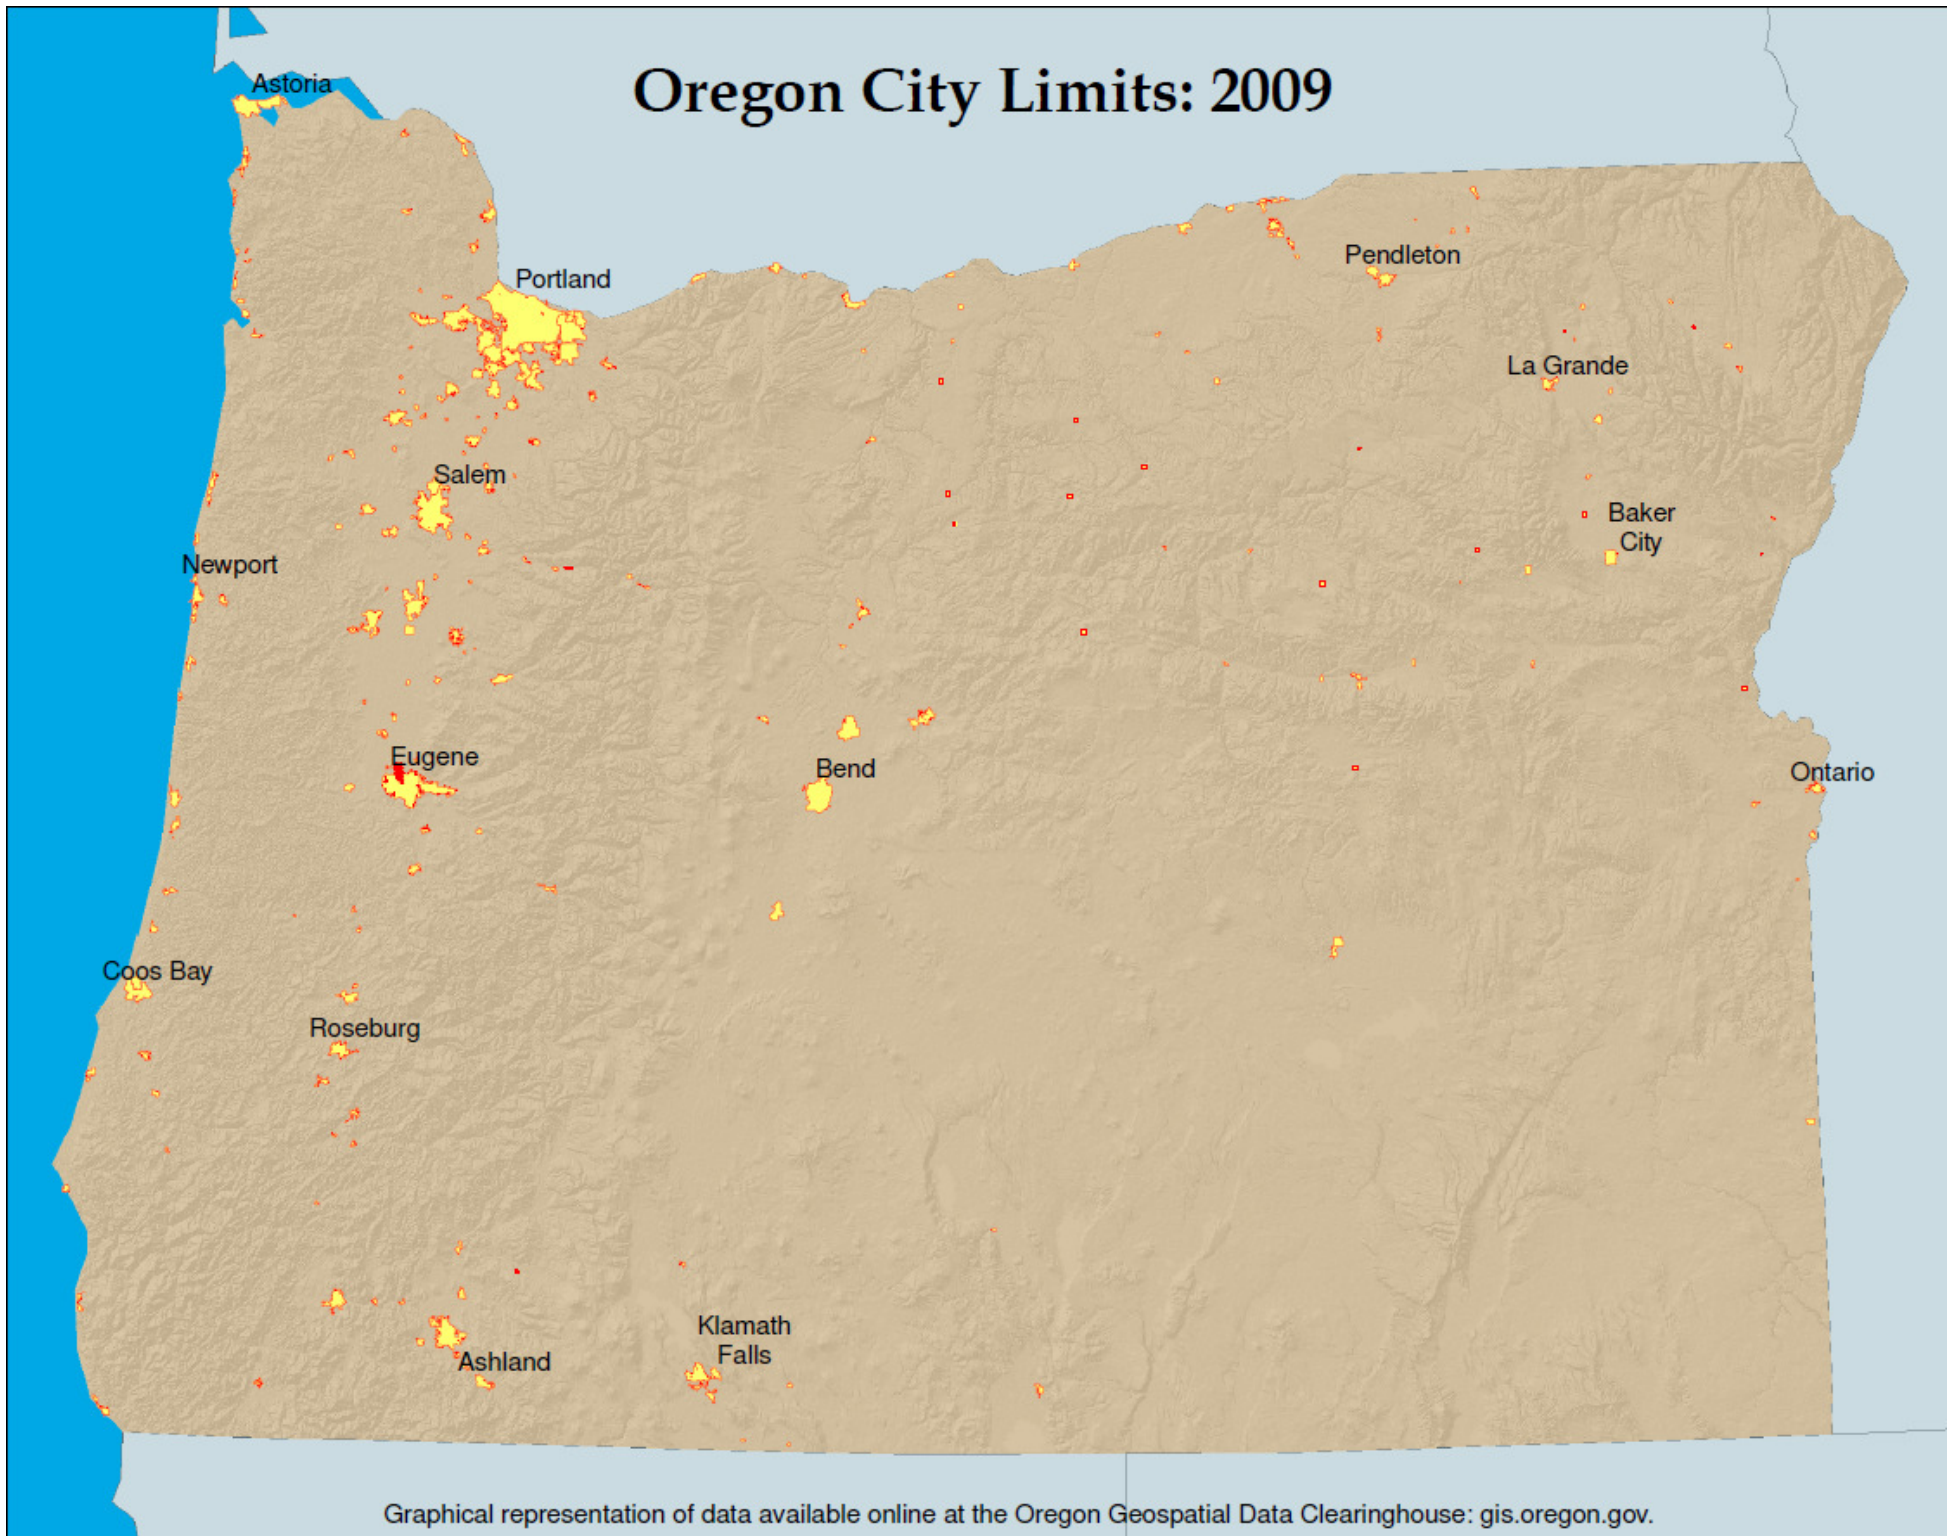 Oregon City Limits: 2009
Astoria
Portland
Pendleton
La Grande
Salem
Baker
City
Newport
Eugene
Bend
Ontario
Coos Bay
Roseburg
Klamath
Falls
Ashland
Graphical representation of data available online at the Oregon Geospatial Data Clearinghouse: gis.oregon.gov.